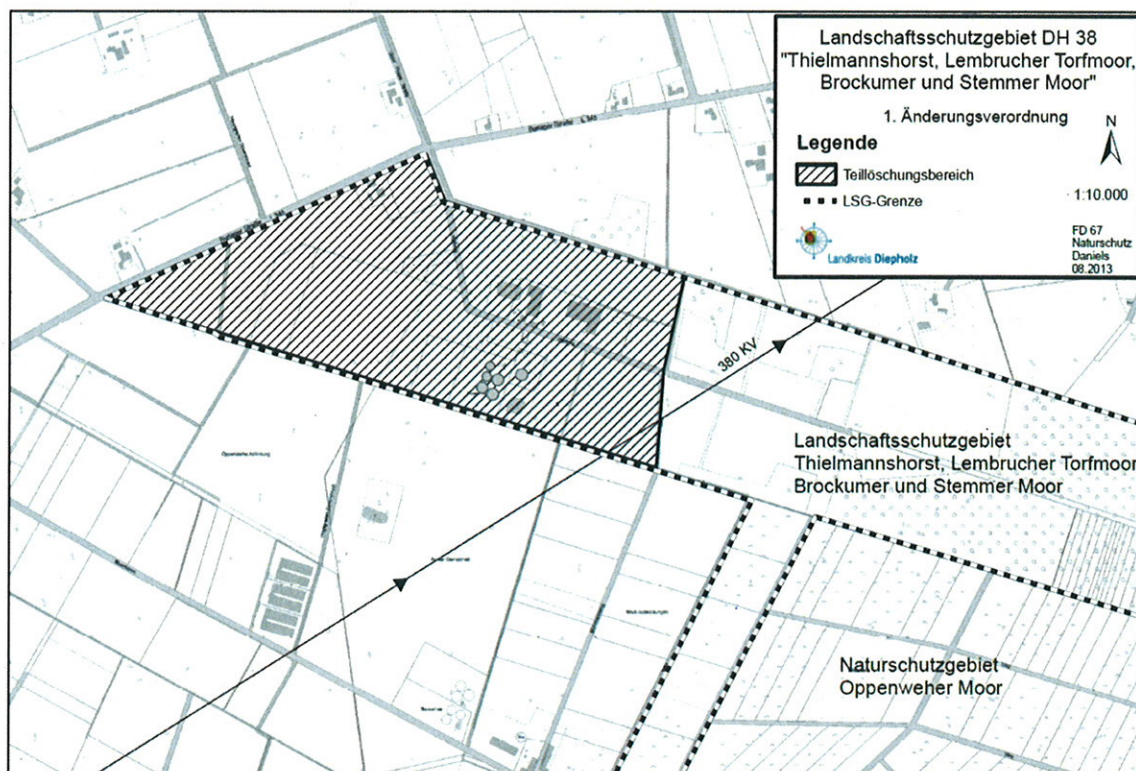 Landschaftsschutzgebiet DH 38
"Thielmannshorst, Lembrucher Torfmoor,
Brockumer und Stemmer Moor"
1. Änderungsverordnung
N
Legende
Teillöschungsbereich
LSG-Grenze
1:10.000
FD 67
Naturschutz
Daniels
08.2013
Landkreis Diepholz
380 KV
Landschaftsschutzgebiet
Thielmannshorst, Lembrucher Torfmoor
Brockumer und Stemmer Moor
Naturschutzgebiet
Oppenweher Moor